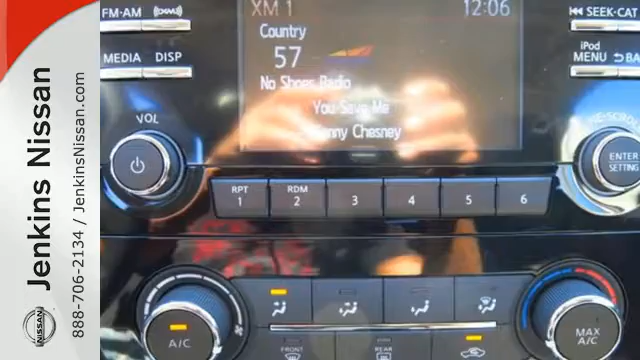 Jenkins Nissan
888-706-2134 / JenkinsNissan.com
NISSAN
FM·AM
XM 1
12:06
SEEK·CAT
Country
57
MEDIA
DISP
iPod
MENU
No Shoes Radio
You Save Me
Kenny Chesney
VOL
ENTER
SETTING
RPT
1
RDM
2
3
4
5
6
A/C
FRONT
REAR
MAX
A/C